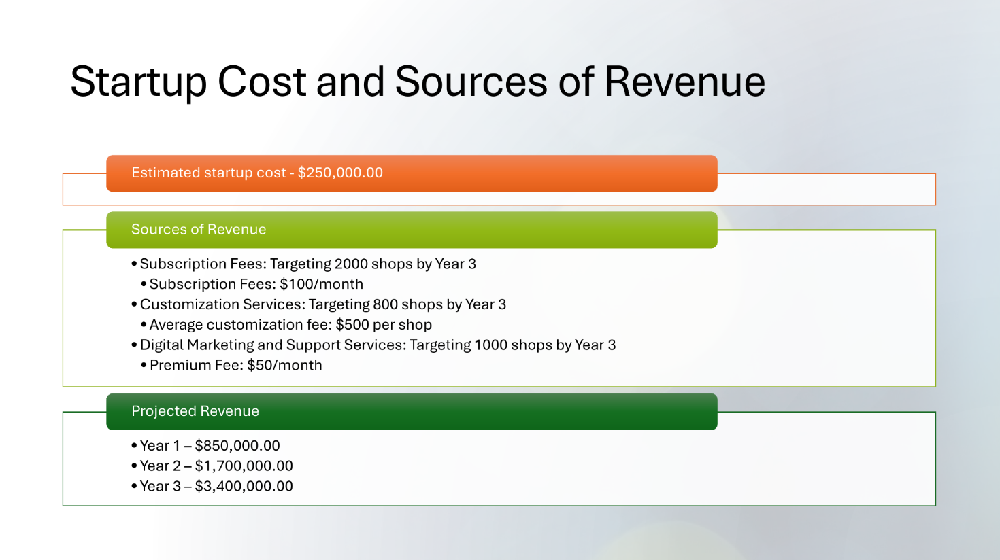 Startup Cost and Sources of Revenue
Estimated startup cost - $250,000.00
Sources of Revenue
•Subscription Fees: Targeting 2000 shops by Year 3
•Subscription Fees: $100/month
•Customization Services: Targeting 800 shops by Year 3
•Average customization fee: $500 per shop
•Digital Marketing and Support Services: Targeting 1000 shops by Year 3
•Premium Fee: $50/month
Projected Revenue
•Year 1 – $850,000.00
•Year 2 – $1,700,000.00
•Year 3 – $3,400,000.00